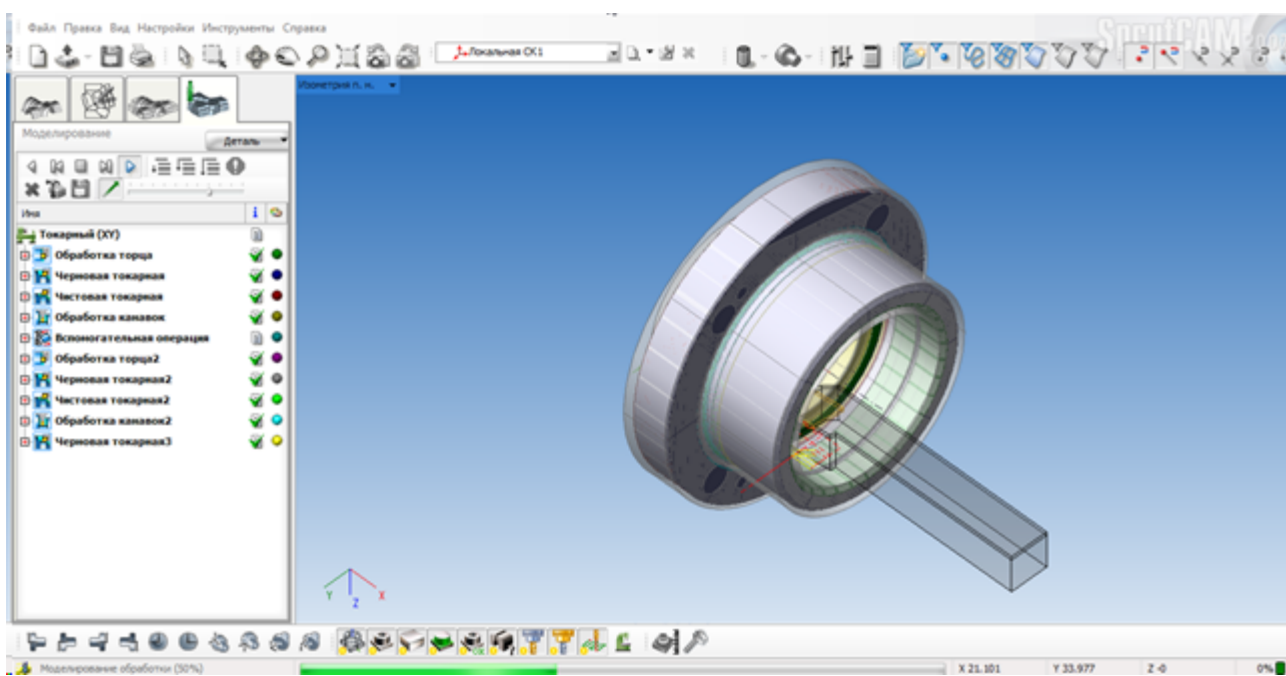 Файл Правка Вид Настройки Инструменты Справка
SprutCAM
Локальная СК1
Изометрия п. н.
Моделирование
Деталь
Имя
Токарный (XY)
Обработка торца
Черновая токарная
Чистовая токарная
Обработка канавок
Вспомогательная операция
Обработка торца2
Черновая токарная2
Чистовая токарная2
Обработка канавок2
Черновая токарная3
Y Z X
Моделирование обработки (50%) X 21.101 Y 33.977 Z -0 0%